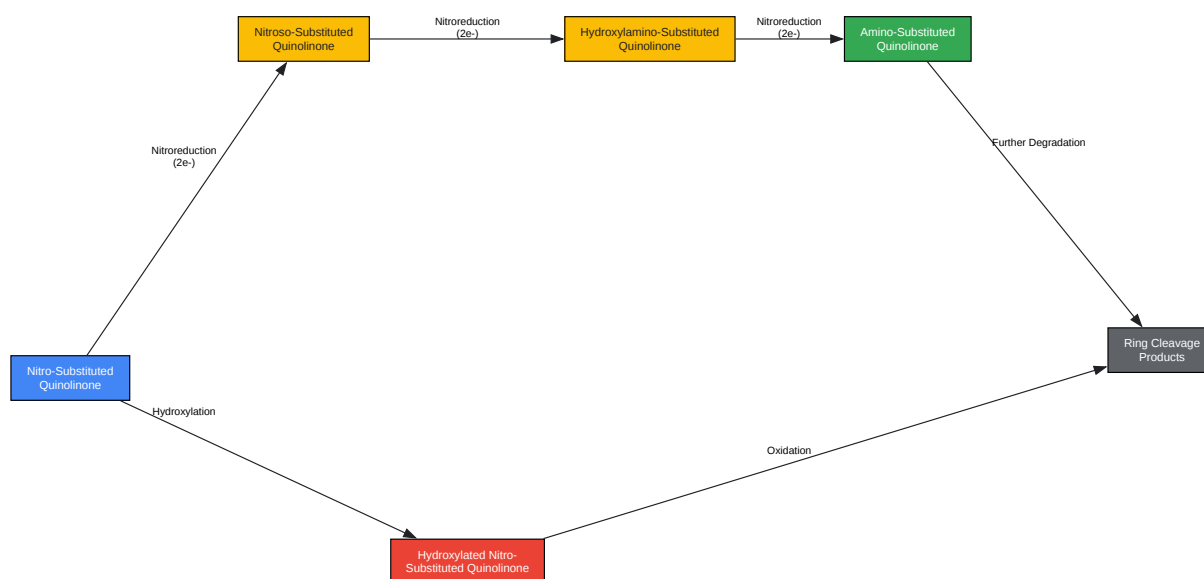 Nitroso-Substituted
Quinolinone
Nitroreduction
(2e-)
Hydroxylamino-Substituted
Quinolinone
Nitroreduction
(2e-)
Amino-Substituted
Quinolinone
Nitroreduction
(2e-)
Further Degradation
Nitro-Substituted
Quinolinone
Ring Cleavage
Products
Hydroxylation
Oxidation
Hydroxylated Nitro-
Substituted Quinolinone